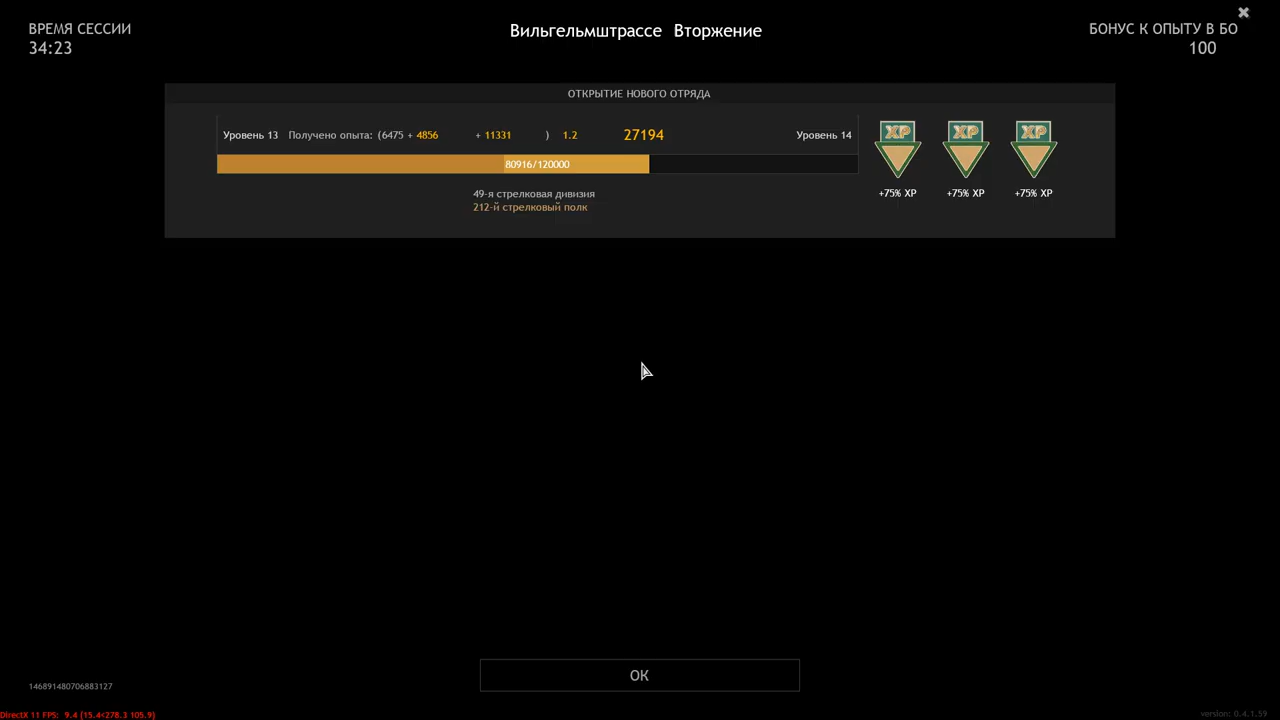 ВРЕМЯ СЕССИИ
34:23
Вильгельмштрассе Вторжение
БОНУС К ОПЫТУ В БО
100
ОТКРЫТИЕ НОВОГО ОТРЯДА
Уровень 13 Получено опыта: (6475 + 4856 + 11331 ) 1.2 27194 Уровень 14
80916/120000
XP XP XP
+75% XP +75% XP +75% XP
49-я стрелковая дивизия
212-й стрелковый полк
ОК
146891480706883127
DirectX 11 FPS: 9.4 (15.4<278.3 105.9)
version: 0.4.1.59